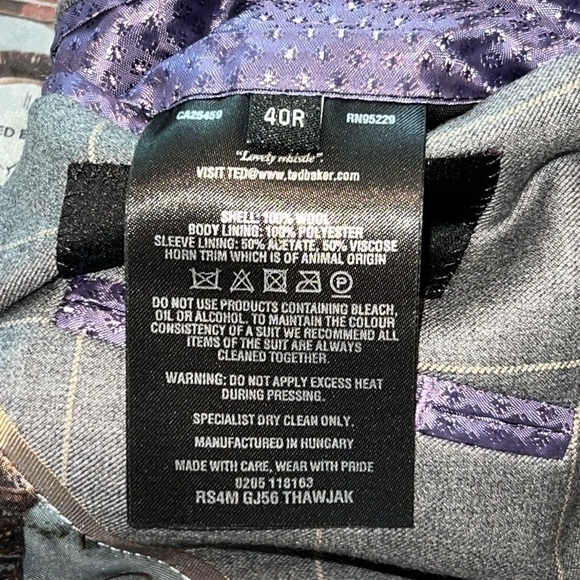 CA25459 40R RN95229
"Lovely whistle".
VISIT TED@www.tedbaker.com
SHELL: 100% WOOL
BODY LINING: 100% POLYESTER
SLEEVE LINING: 50% ACETATE, 50% VISCOSE
HORN TRIM WHICH IS OF ANIMAL ORIGIN
P
DO NOT USE PRODUCTS CONTAINING BLEACH,
OIL OR ALCOHOL. TO MAINTAIN THE COLOUR
CONSISTENCY OF A SUIT WE RECOMMEND ALL
ITEMS OF THE SUIT ARE ALWAYS
CLEANED TOGETHER.
WARNING: DO NOT APPLY EXCESS HEAT
DURING PRESSING.
SPECIALIST DRY CLEAN ONLY.
MANUFACTURED IN HUNGARY
MADE WITH CARE, WEAR WITH PRIDE
0205 118163
RS4M GJ56 THAWJAK